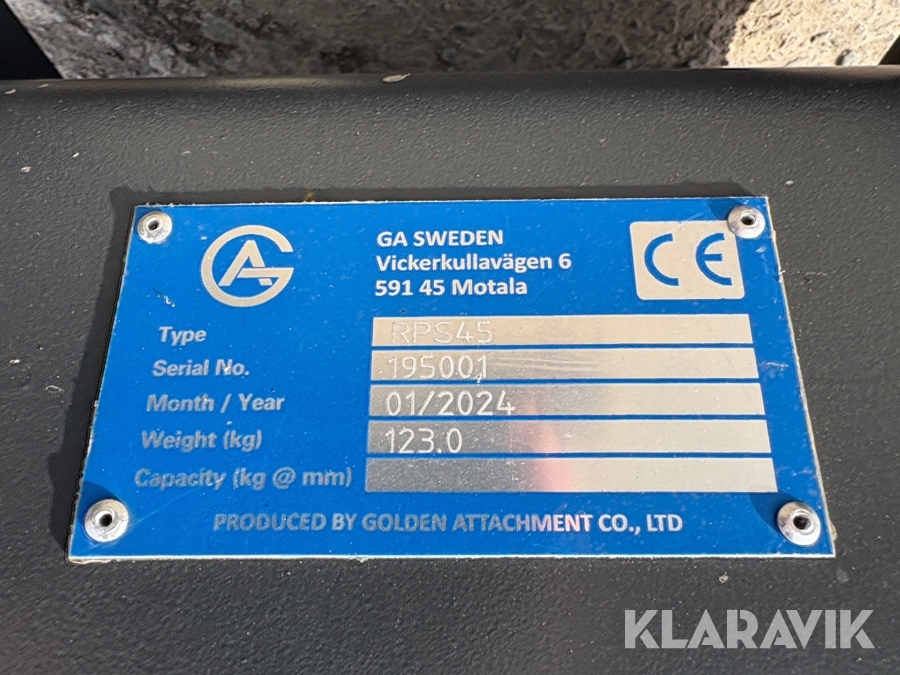 GA
GA SWEDEN
Vickerkullavägen 6
591 45 Motala
CE
Type RPS45
Serial No. 195001
Month / Year 01/2024
Weight (kg) 123.0
Capacity (kg @ mm)
PRODUCED BY GOLDEN ATTACHMENT CO., LTD
KLARAVIK